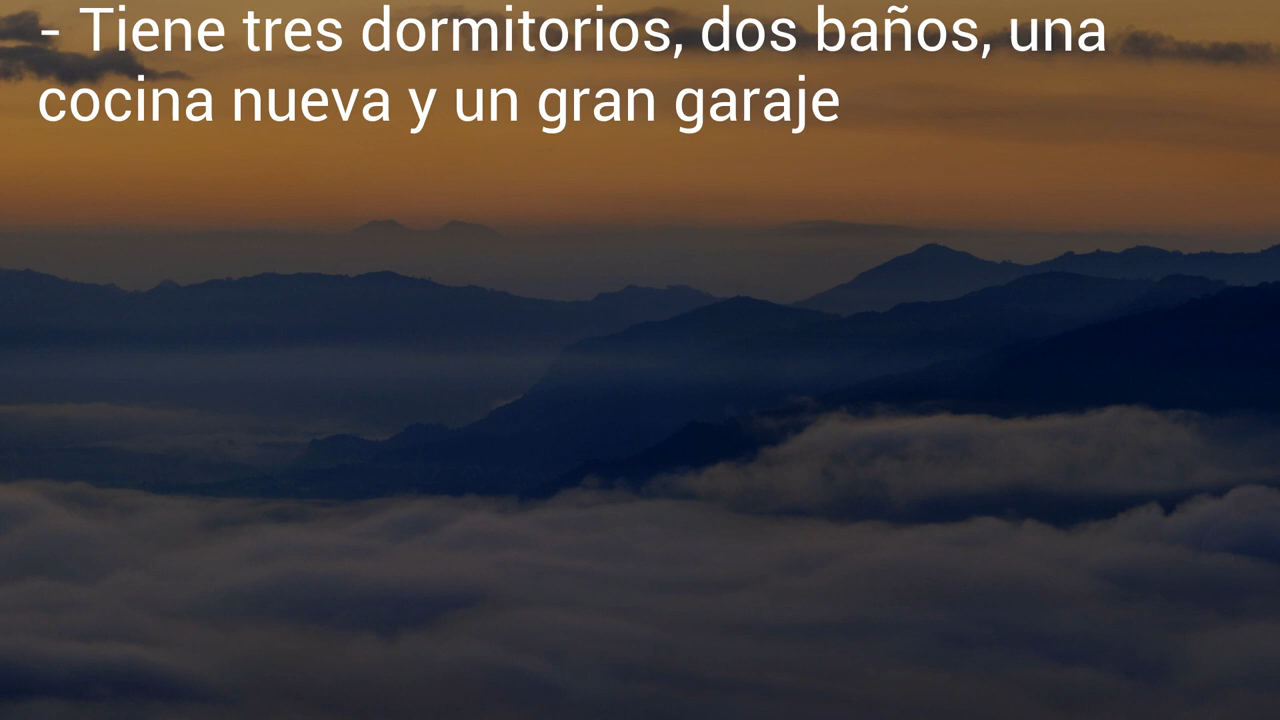 - Tiene tres dormitorios, dos baños, una
cocina nueva y un gran garaje